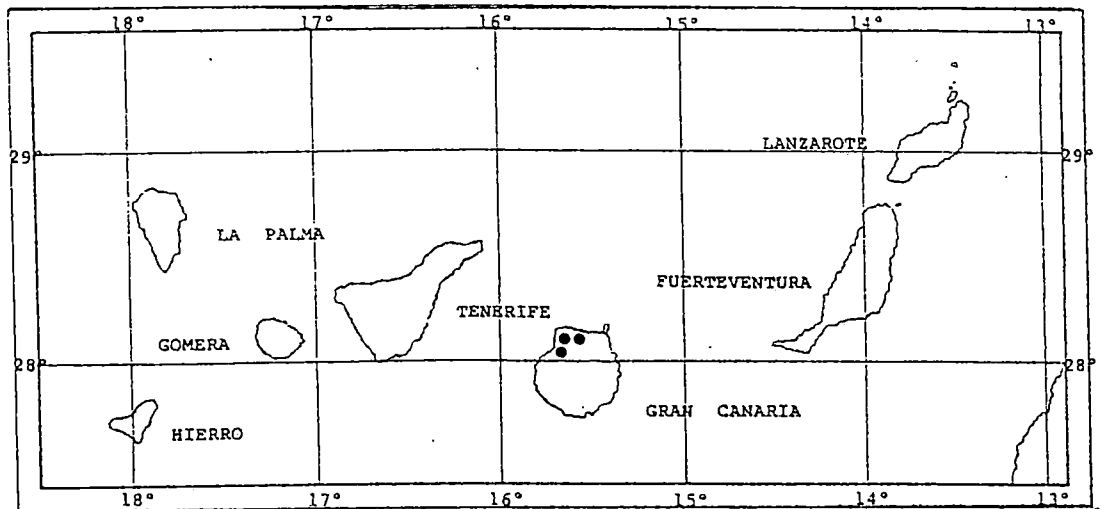 18° 17° 16° 15° 14° 13°
LANZAROTE
29° 29°
LA PALMA
FUERTEVENTURA
TENERIFE
GOMERA
28° 28°
GRAN CANARIA
HIERRO
18° 17° 16° 15° 14° 13°